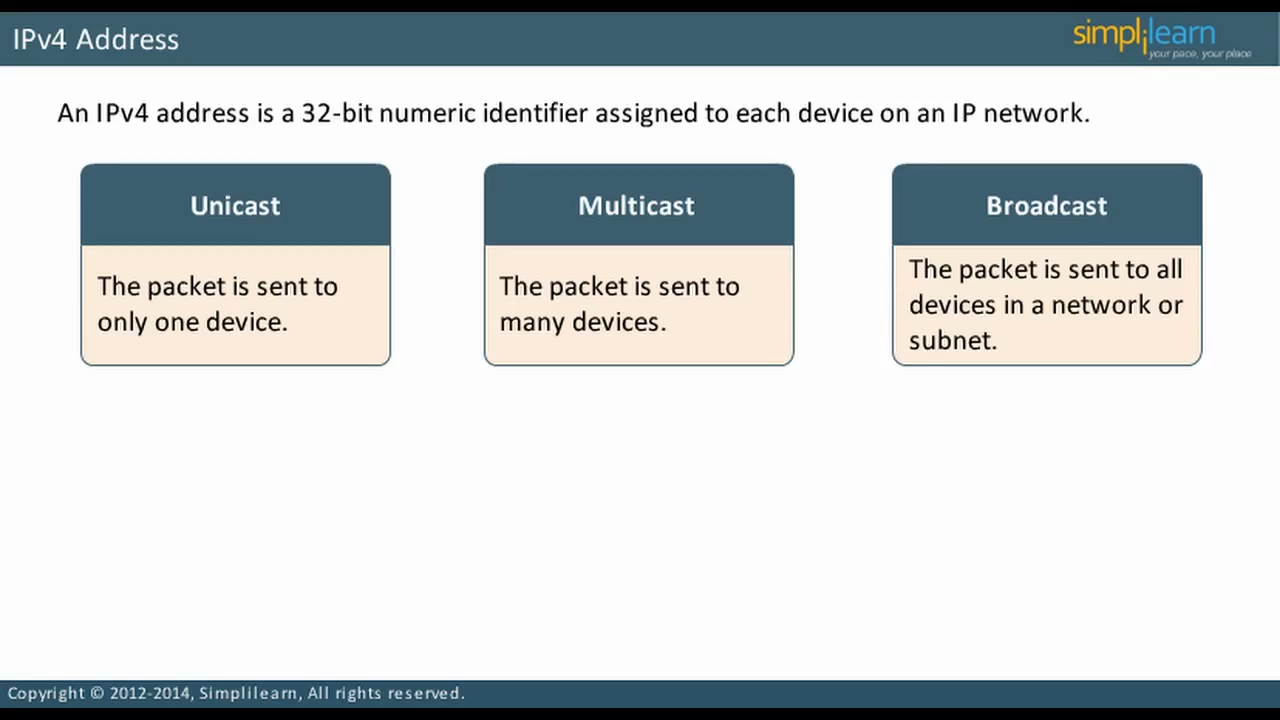 IPv4 Address
simplilearn
your pace, your place
An IPv4 address is a 32-bit numeric identifier assigned to each device on an IP network.
Unicast
The packet is sent to
only one device.
Multicast
The packet is sent to
many devices.
Broadcast
The packet is sent to all
devices in a network or
subnet.
Copyright © 2012-2014, Simplilearn, All rights reserved.